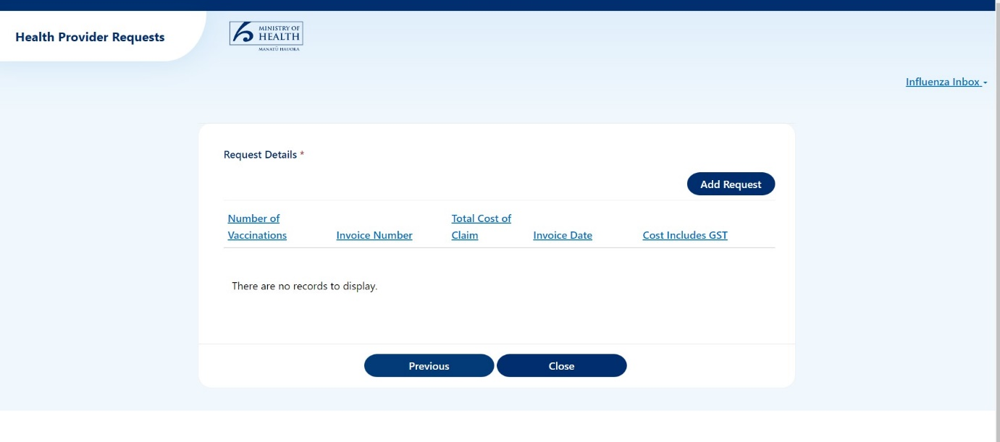 Health Provider Requests
MINISTRY OF
HEALTH
MANATŪ HAUORA
Influenza Inbox
Request Details *
Add Request
Number of Vaccinations
Invoice Number
Total Cost of Claim
Invoice Date
Cost Includes GST
There are no records to display.
Previous
Close